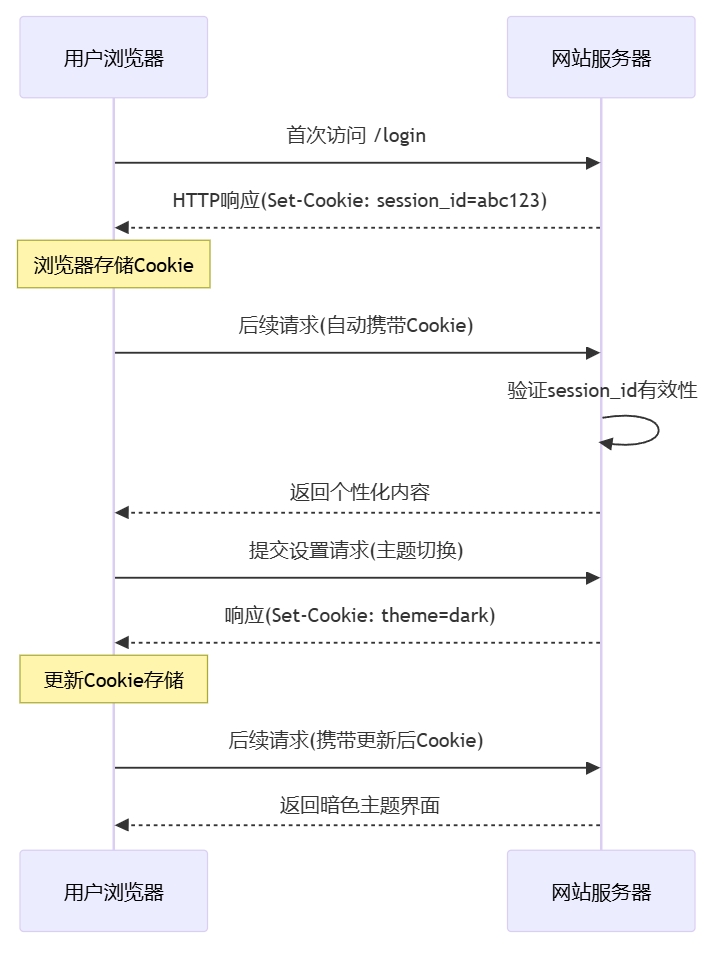 用户浏览器
网站服务器
首次访问 /login
HTTP响应(Set-Cookie: session_id=abc123)
浏览器存储Cookie
后续请求(自动携带Cookie)
验证session_id有效性
返回个性化内容
提交设置请求(主题切换)
响应(Set-Cookie: theme=dark)
更新Cookie存储
后续请求(携带更新后Cookie)
返回暗色主题界面
用户浏览器
网站服务器